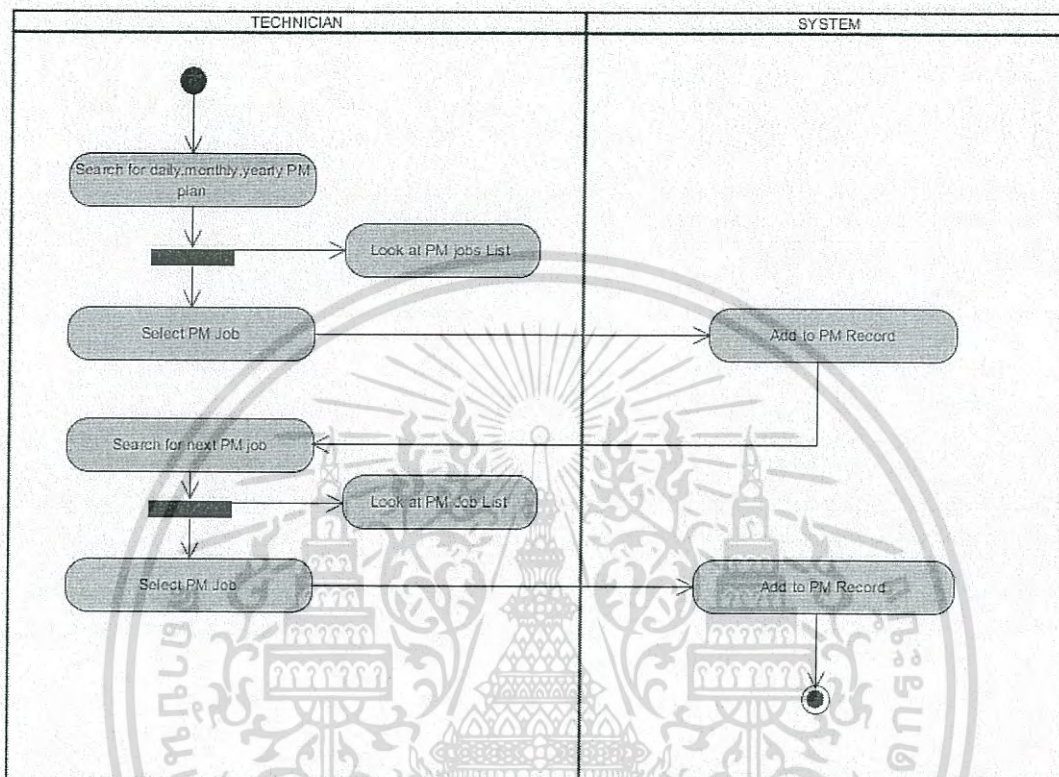 TECHNICIAN
SYSTEM
Search for daily,monthly,yearly PM
plan
Look at PM jobs List
Select PM Job
Add to PM Record
Search for next PM job
Look at PM Job List
Select PM Job
Add to PM Record